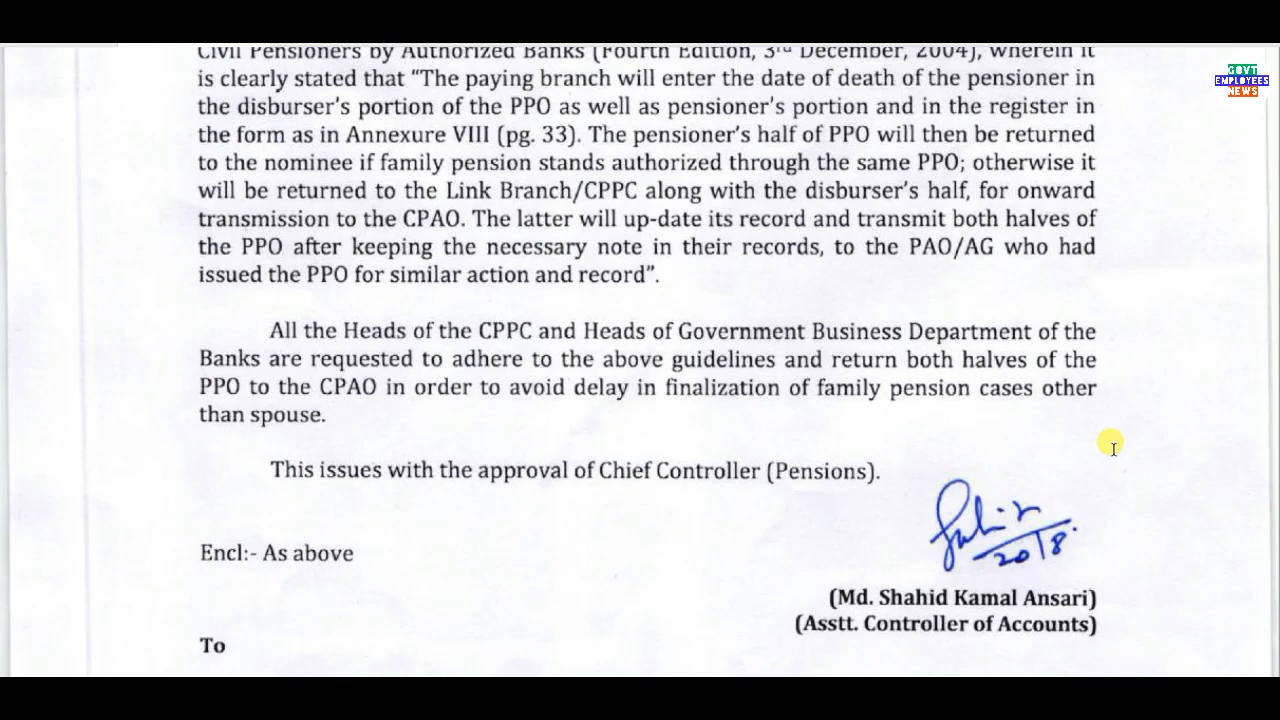 Civil Pensioners by Authorized Banks (Fourth Edition, 3rd December, 2004), wherein it
is clearly stated that “The paying branch will enter the date of death of the pensioner in
the disburser’s portion of the PPO as well as pensioner’s portion and in the register in
the form as in Annexure VIII (pg. 33). The pensioner’s half of PPO will then be returned
to the nominee if family pension stands authorized through the same PPO; otherwise it
will be returned to the Link Branch/CPPC along with the disburser’s half, for onward
transmission to the CPAO. The latter will up-date its record and transmit both halves of
the PPO after keeping the necessary note in their records, to the PAO/AG who had
issued the PPO for similar action and record”.
All the Heads of the CPPC and Heads of Government Business Department of the
Banks are requested to adhere to the above guidelines and return both halves of the
PPO to the CPAO in order to avoid delay in finalization of family pension cases other
than spouse.
This issues with the approval of Chief Controller (Pensions).
20/8
Encl:- As above
(Md. Shahid Kamal Ansari)
(Asstt. Controller of Accounts)
To
GOVT
EMPLOYEES
NEWS